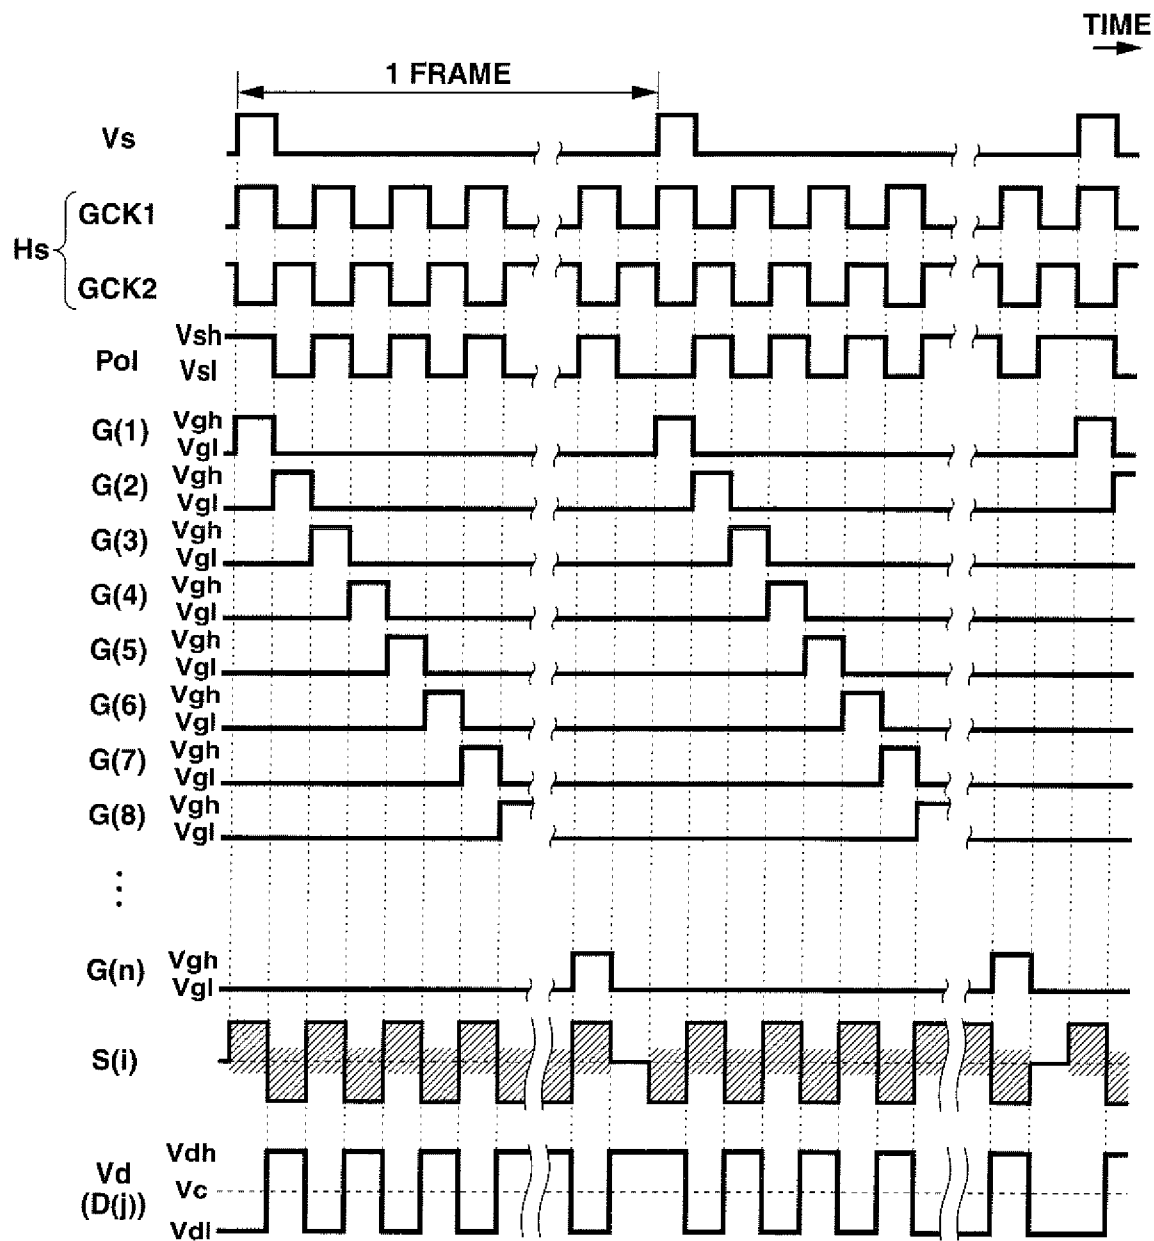 TIME
1 FRAME
Vs
Hs
GCK1
GCK2
Pol
Vsh
Vsl
G(1)
Vgh
Vgl
G(2)
Vgh
Vgl
G(3)
Vgh
Vgl
G(4)
Vgh
Vgl
G(5)
Vgh
Vgl
G(6)
Vgh
Vgl
G(7)
Vgh
Vgl
G(8)
Vgh
Vgl
⋮
G(n)
Vgh
Vgl
S(i)
Vd
(D(j))
Vdh
Vc
Vdl